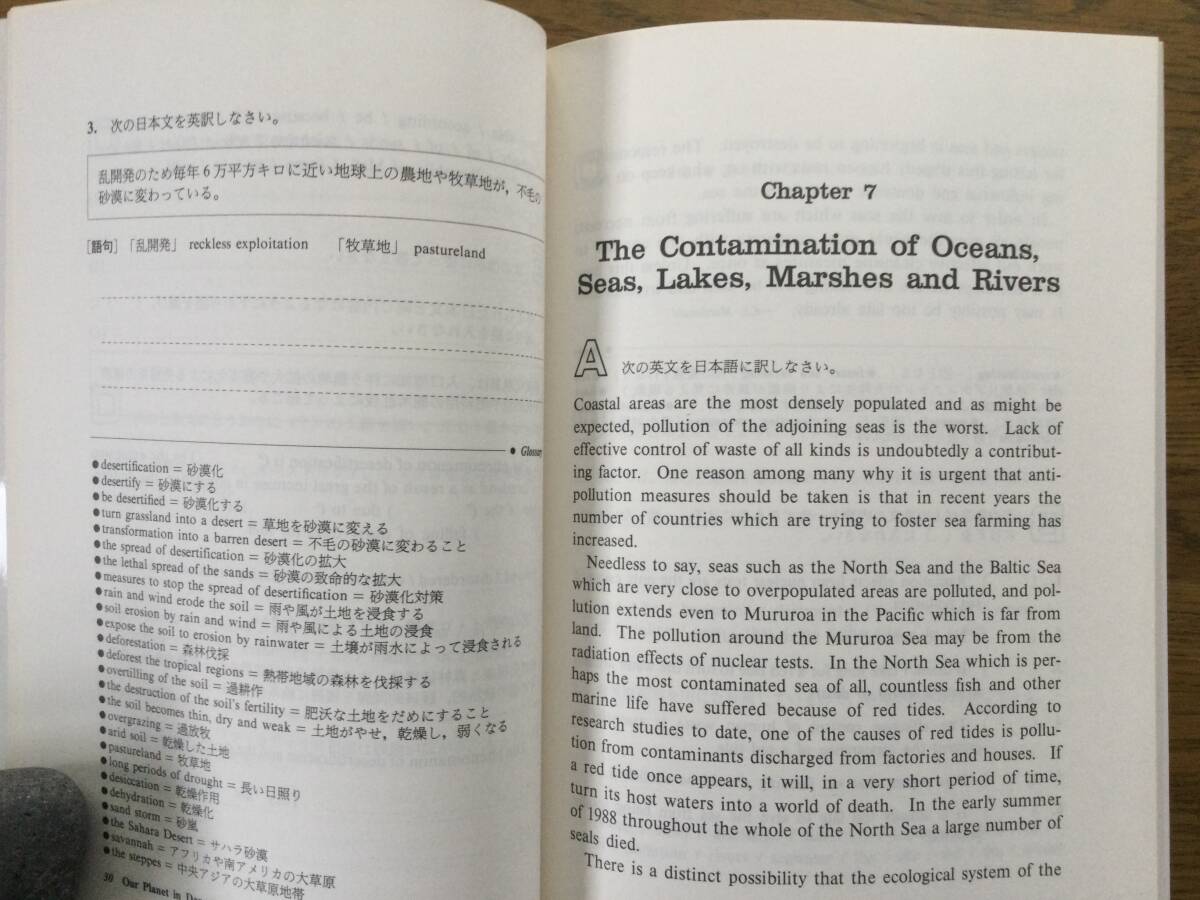 3. 次の日本文を英訳しなさい。
乱開発のため毎年6万平方キロに近い地球上の農地や牧草地が，不毛の
砂漠に変わっている。
[語句]「乱開発」 reckless exploitation 「牧草地」 pastureland
● Glossary
●desertification = 砂漠化
●desertify = 砂漠にする
●be desertified = 砂漠化する
●turn grassland into a desert = 草地を砂漠に変える
●transformation into a barren desert = 不毛の砂漠に変わること
●the spread of desertification = 砂漠化の拡大
●the lethal spread of the sands = 砂漠の致命的な拡大
●measures to stop the spread of desertification = 砂漠化対策
●rain and wind erode the soil = 雨や風が土地を浸食する
●soil erosion by rain and wind = 雨や風による土地の浸食
●expose the soil to erosion by rainwater = 土壌が雨水によって浸食される
●deforestation = 森林伐採
●deforest the tropical regions = 熱帯地域の森林を伐採する
●overtilling of the soil = 過耕作
●the destruction of the soil's fertility = 肥沃な土地をだめにすること
●the soil becomes thin, dry and weak = 土地がやせ，乾燥し，弱くなる
●overgrazing = 過放牧
●arid soil = 乾燥した土地
●pastureland = 牧草地
●long periods of drought = 長い日照り
●desiccation = 乾燥作用
●dehydration = 乾燥化
●sand storm = 砂嵐
●the Sahara Desert = サハラ砂漠
●savannah = アフリカや南アメリカの大草原
●the steppes = 中央アジアの大草原地帯
30 Our Planet in
Chapter 7
The Contamination of Oceans,
Seas, Lakes, Marshes and Rivers
A 次の英文を日本語に訳しなさい。
Coastal areas are the most densely populated and as might be
expected, pollution of the adjoining seas is the worst. Lack of
effective control of waste of all kinds is undoubtedly a contribut-
ing factor. One reason among many why it is urgent that anti-
pollution measures should be taken is that in recent years the
number of countries which are trying to foster sea farming has
increased.
Needless to say, seas such as the North Sea and the Baltic Sea
which are very close to overpopulated areas are polluted, and pol-
lution extends even to Mururoa in the Pacific which is far from
land. The pollution around the Mururoa Sea may be from the
radiation effects of nuclear tests. In the North Sea which is per-
haps the most contaminated sea of all, countless fish and other
marine life have suffered because of red tides. According to
research studies to date, one of the causes of red tides is pollu-
tion from contaminants discharged from factories and houses. If
a red tide once appears, it will, in a very short period of time,
turn its host waters into a world of death. In the early summer
of 1988 throughout the whole of the North Sea a large number of
seals died.
There is a distinct possibility that the ecological system of the